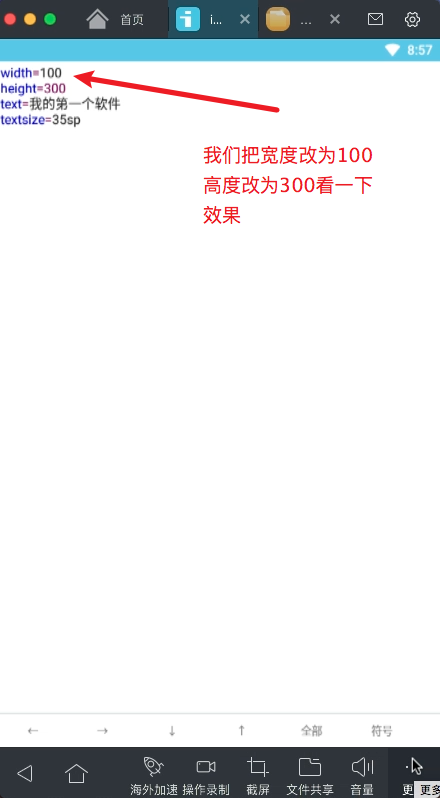 首页
i...
...
8:57
width=100
height=300
text=我的第一个软件
textsize=35sp
我们把宽度改为100
高度改为300看一下
效果
← → ↓ ↑ 全部 符号
海外加速 操作录制 截屏 文件共享 音量 更
更多